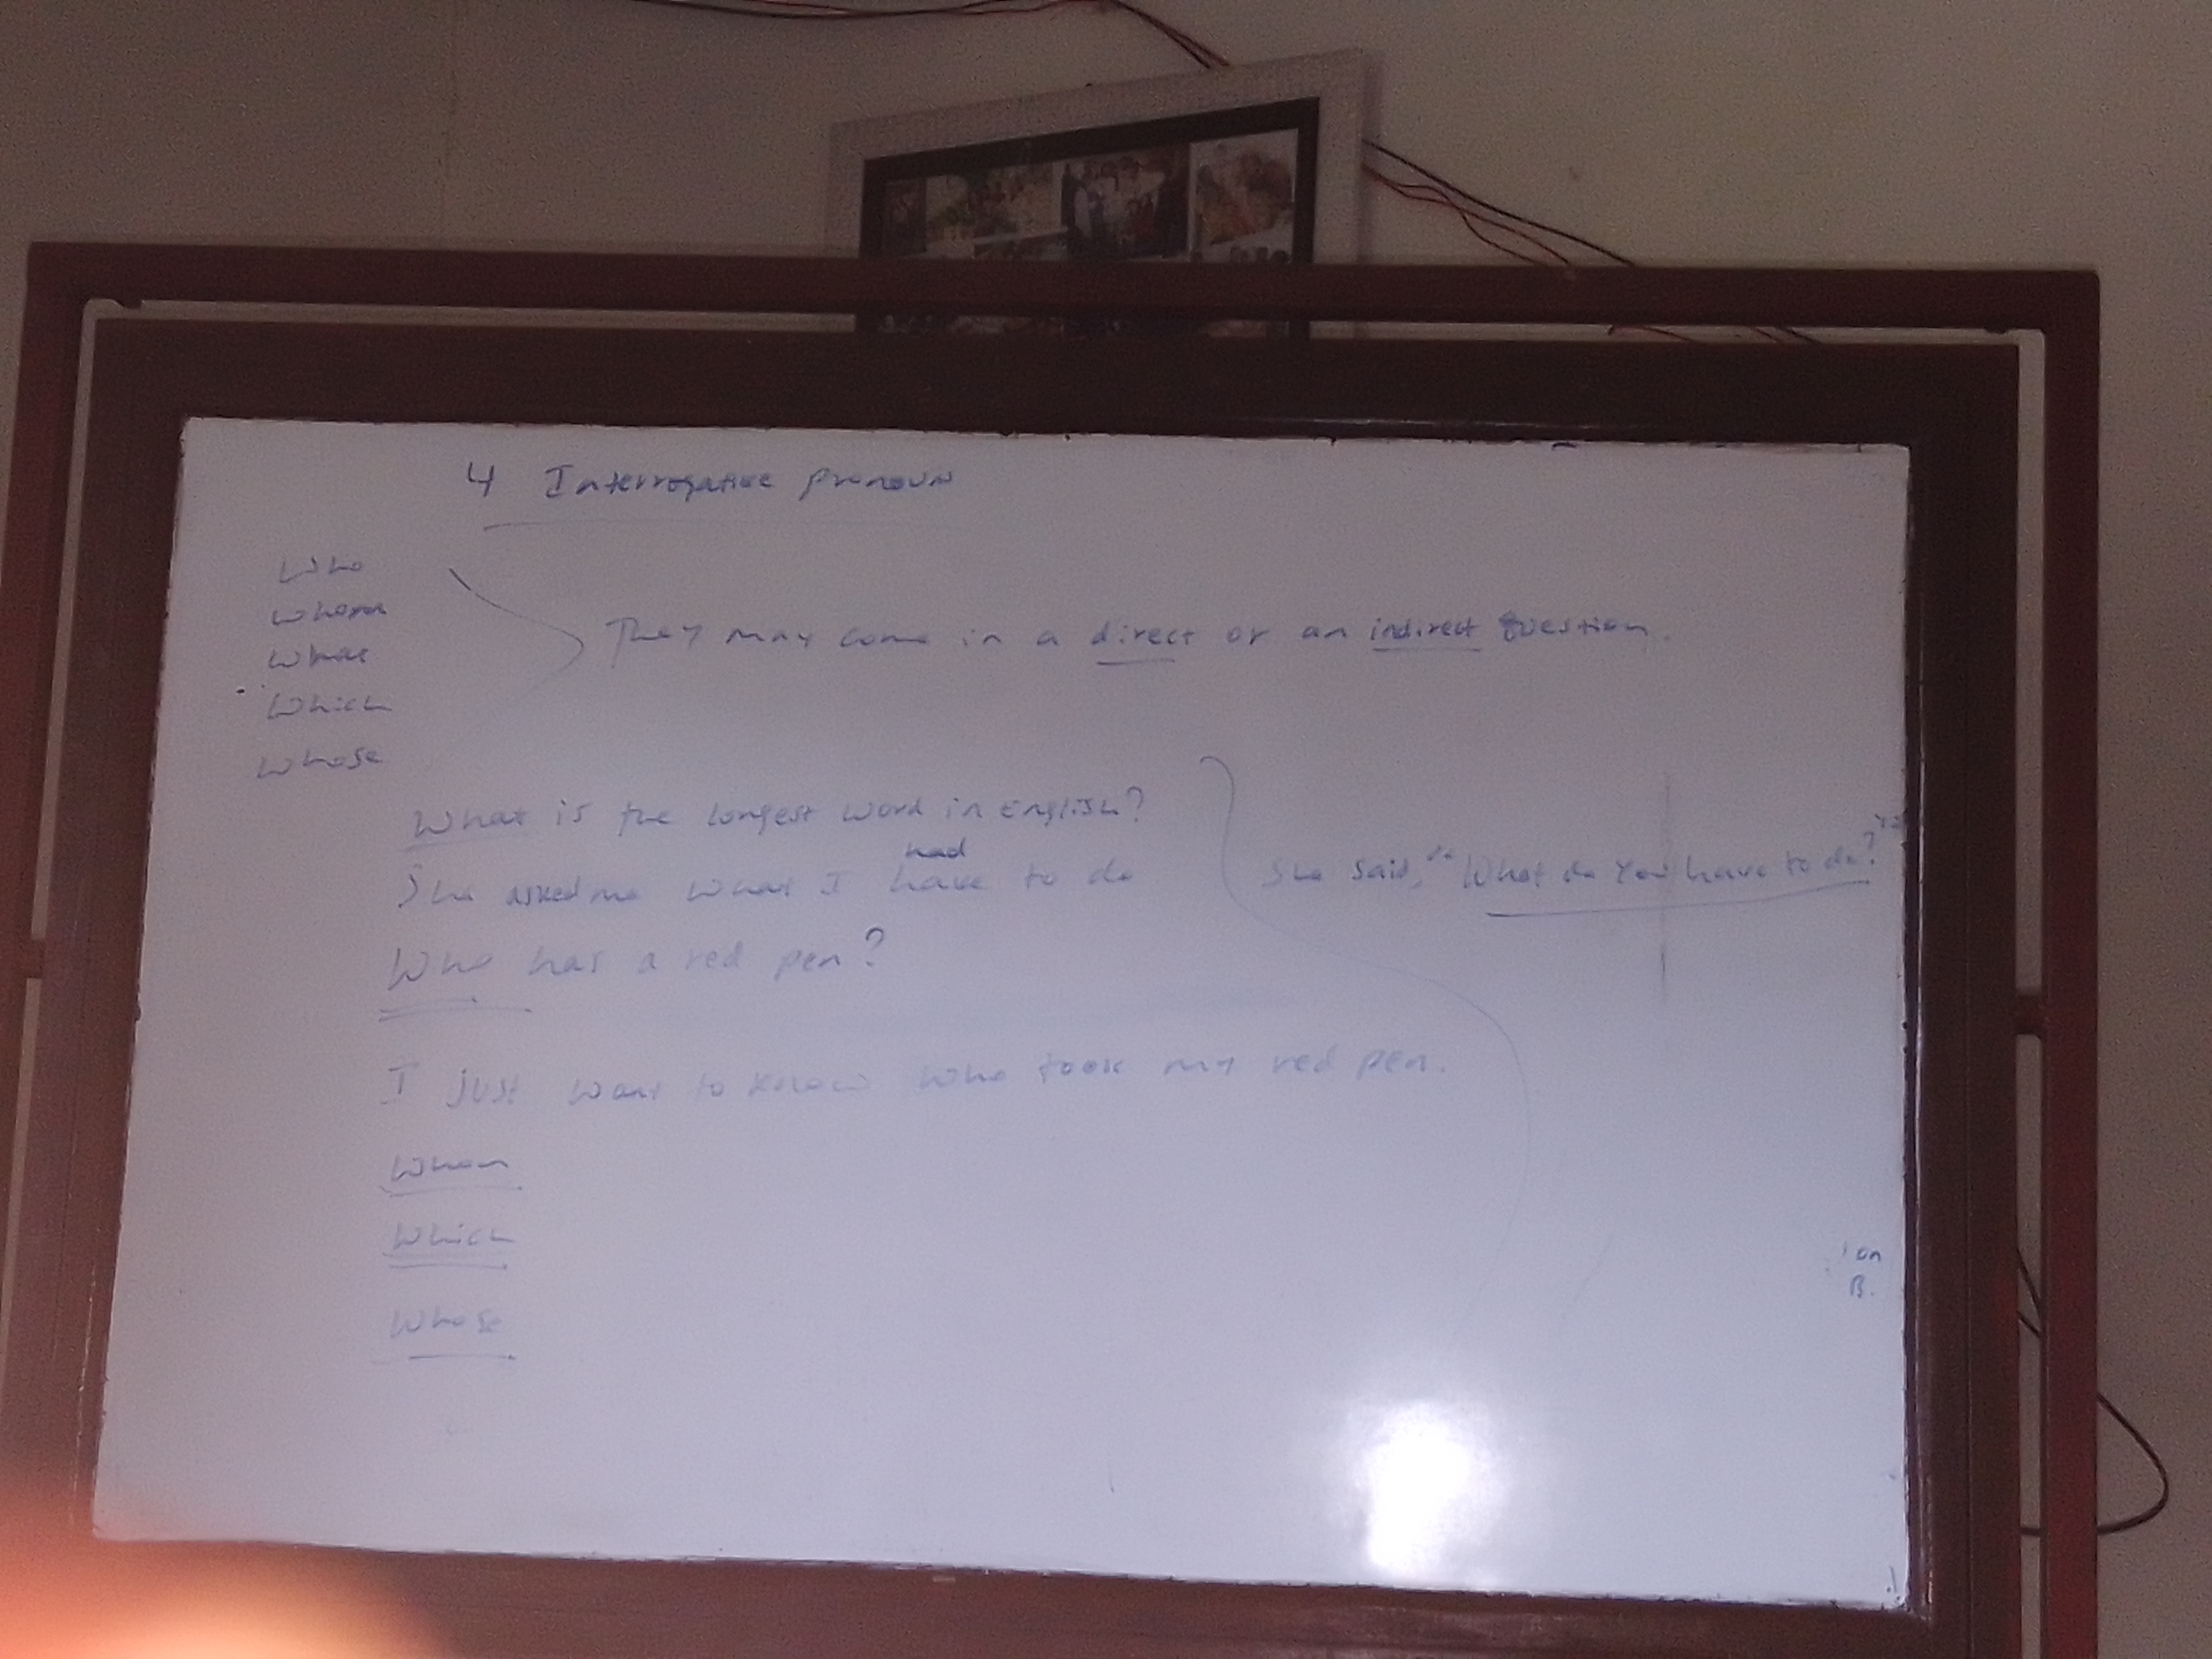 4 Interrogative pronoun
Who
Whom
What
Which
Whose
They may come in a direct or an indirect question.
What is the longest word in English?
had
She asked me what I have to do
She said, "What do you have to do?"
Who has a red pen?
I just want to know who took my red pen.
Whom
Which
Whose
on
B.